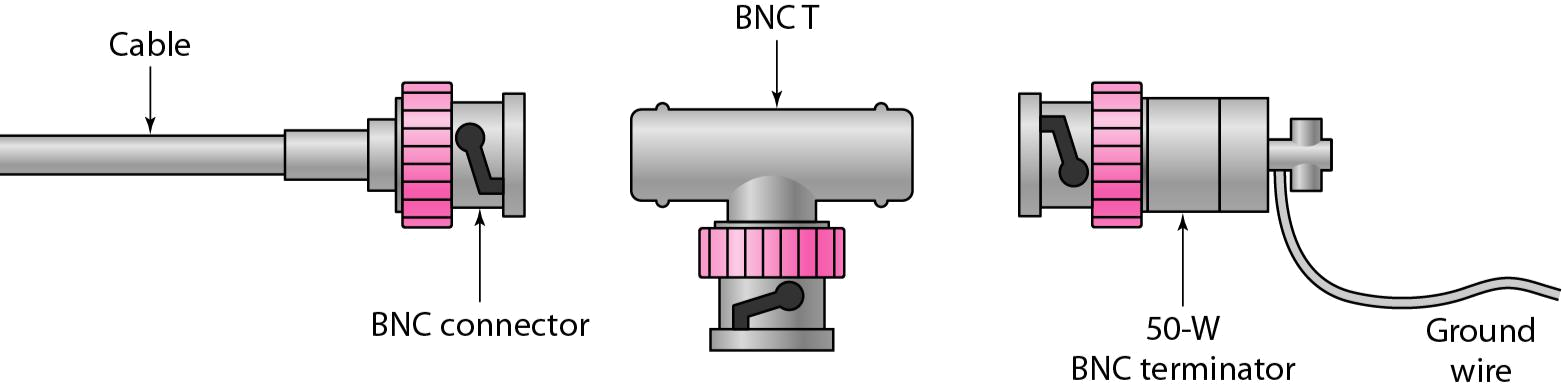 Cable
BNC T
BNC connector
50-W
BNC terminator
Ground
wire